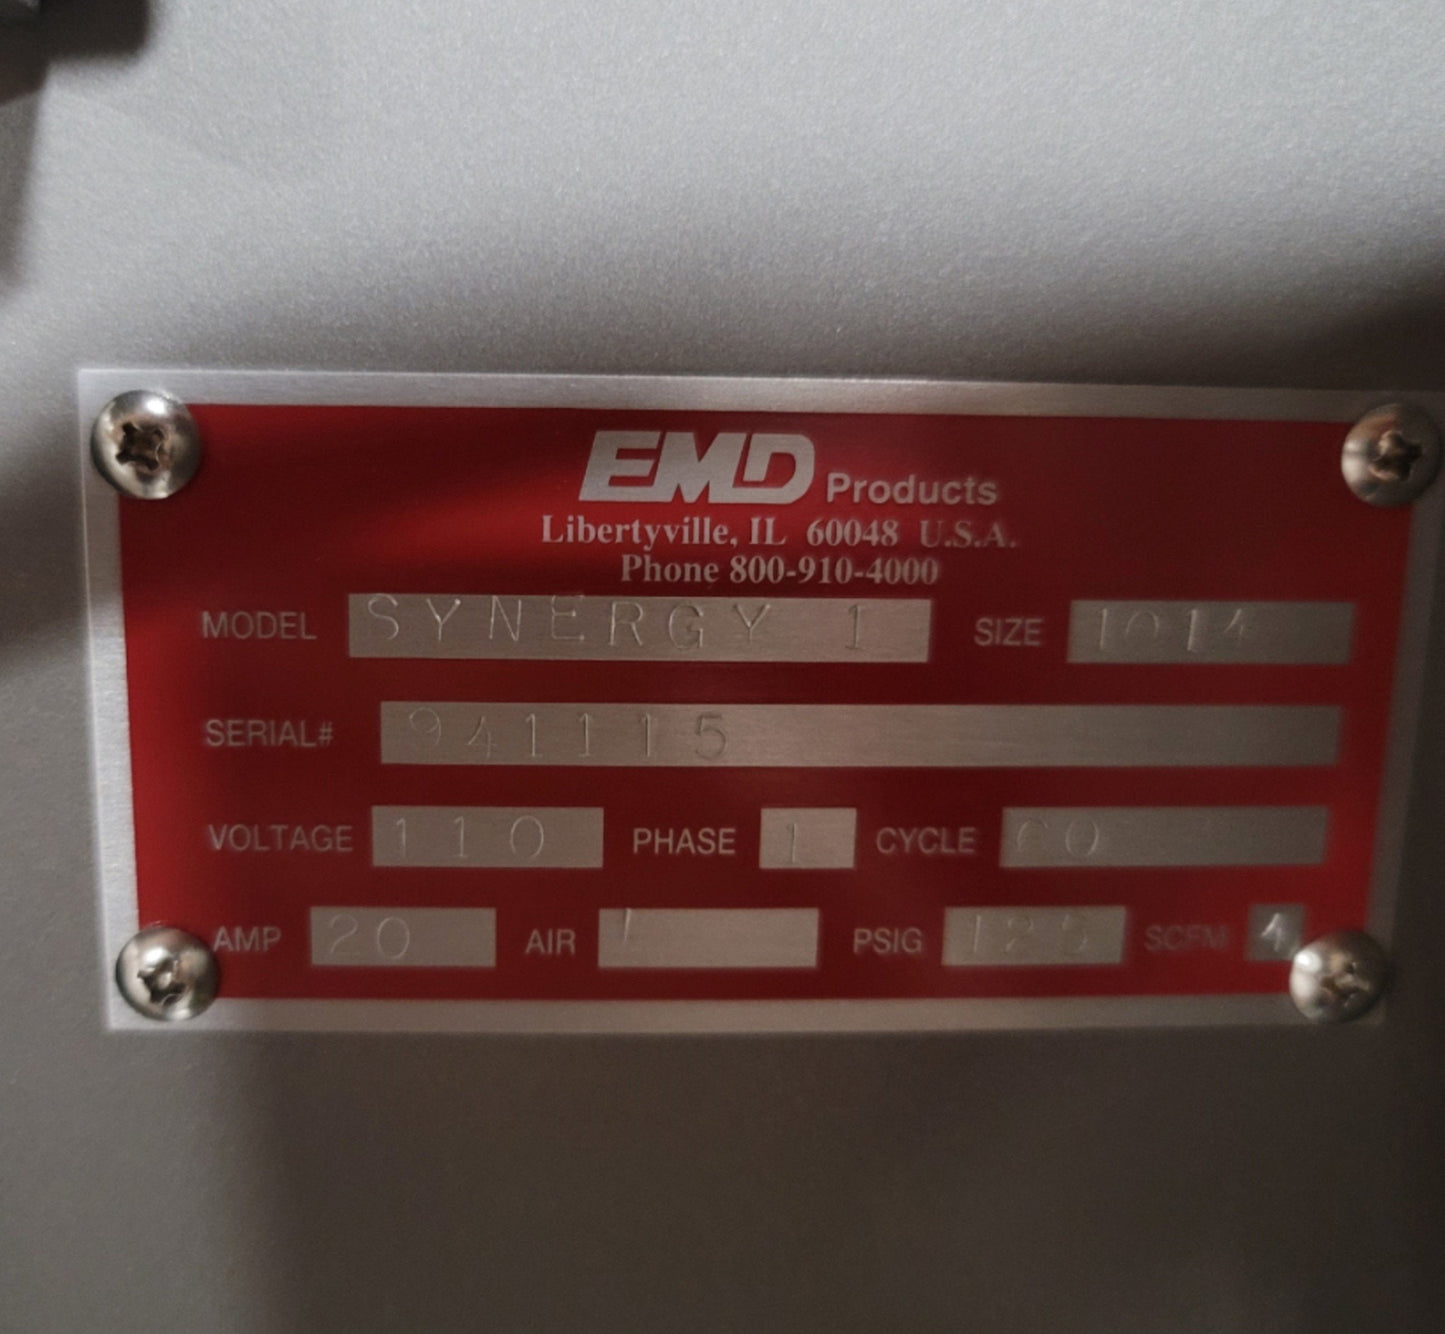 EMD Products
Libertyville, IL 60048 U.S.A.
Phone 800-910-4000
MODEL SYNERGY 1 SIZE 1014
SERIAL# 941115
VOLTAGE 110 PHASE 1 CYCLE 60
AMP 20 AIR / PSIG SCFM 4